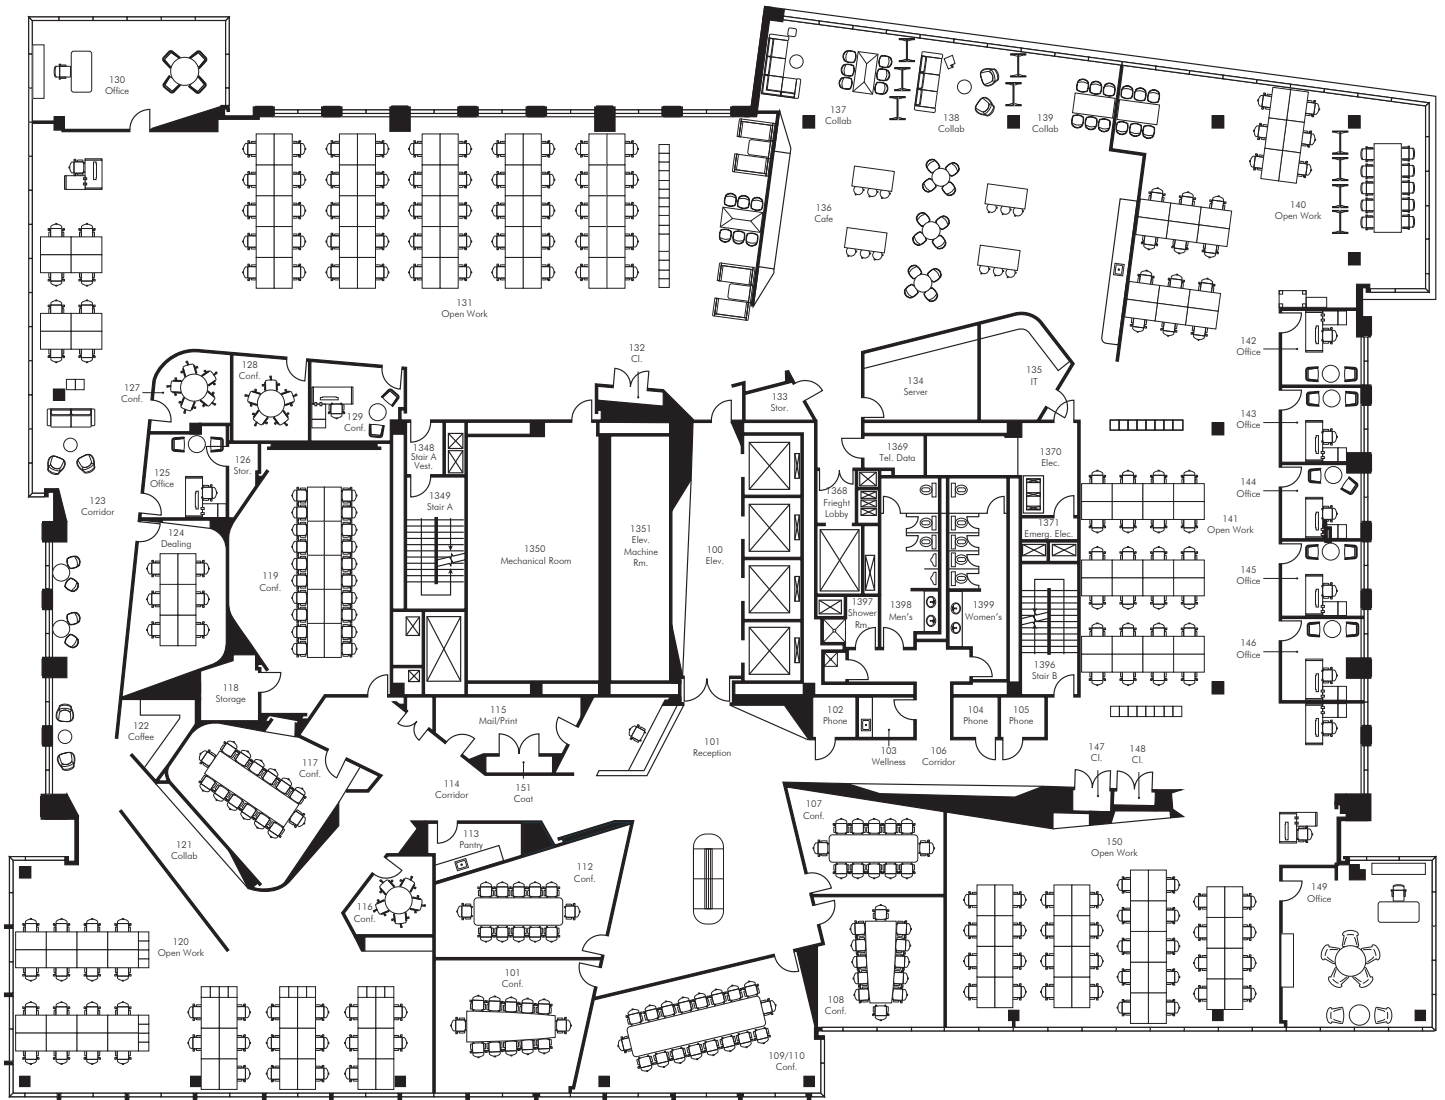 130
Office
137
Collab
138
Collab
139
Collab
136
Cafe
140
Open Work
131
Open Work
132
Cl.
142
Office
128
Conf.
127
Conf.
129
Conf.
133
Stor.
134
Server
135
IT
143
Office
1348
Stair A
Vest.
1369
Tel. Data
1370
Elec.
126
Stor.
125
Office
144
Office
123
Corridor
1349
Stair A
1368
Frieght
Lobby
141
Open Work
124
Dealing
1351
Elev.
Machine
Rm.
1371
Emerg. Elec.
1350
Mechanical Room
100
Elev.
119
Conf.
145
Office
1397
Shower
Rm
1398
Men's
1399
Women's
146
Office
1396
Stair B
118
Storage
115
Mail/Print
102
Phone
104
Phone
105
Phone
122
Coffee
101
Reception
103
Wellness
106
Corridor
147
Cl.
148
Cl.
117
Conf.
114
Corridor
151
Coat
107
Conf.
113
Pantry
121
Collab
150
Open Work
112
Conf.
149
Office
116
Conf.
120
Open Work
101
Conf.
108
Conf.
109/110
Conf.